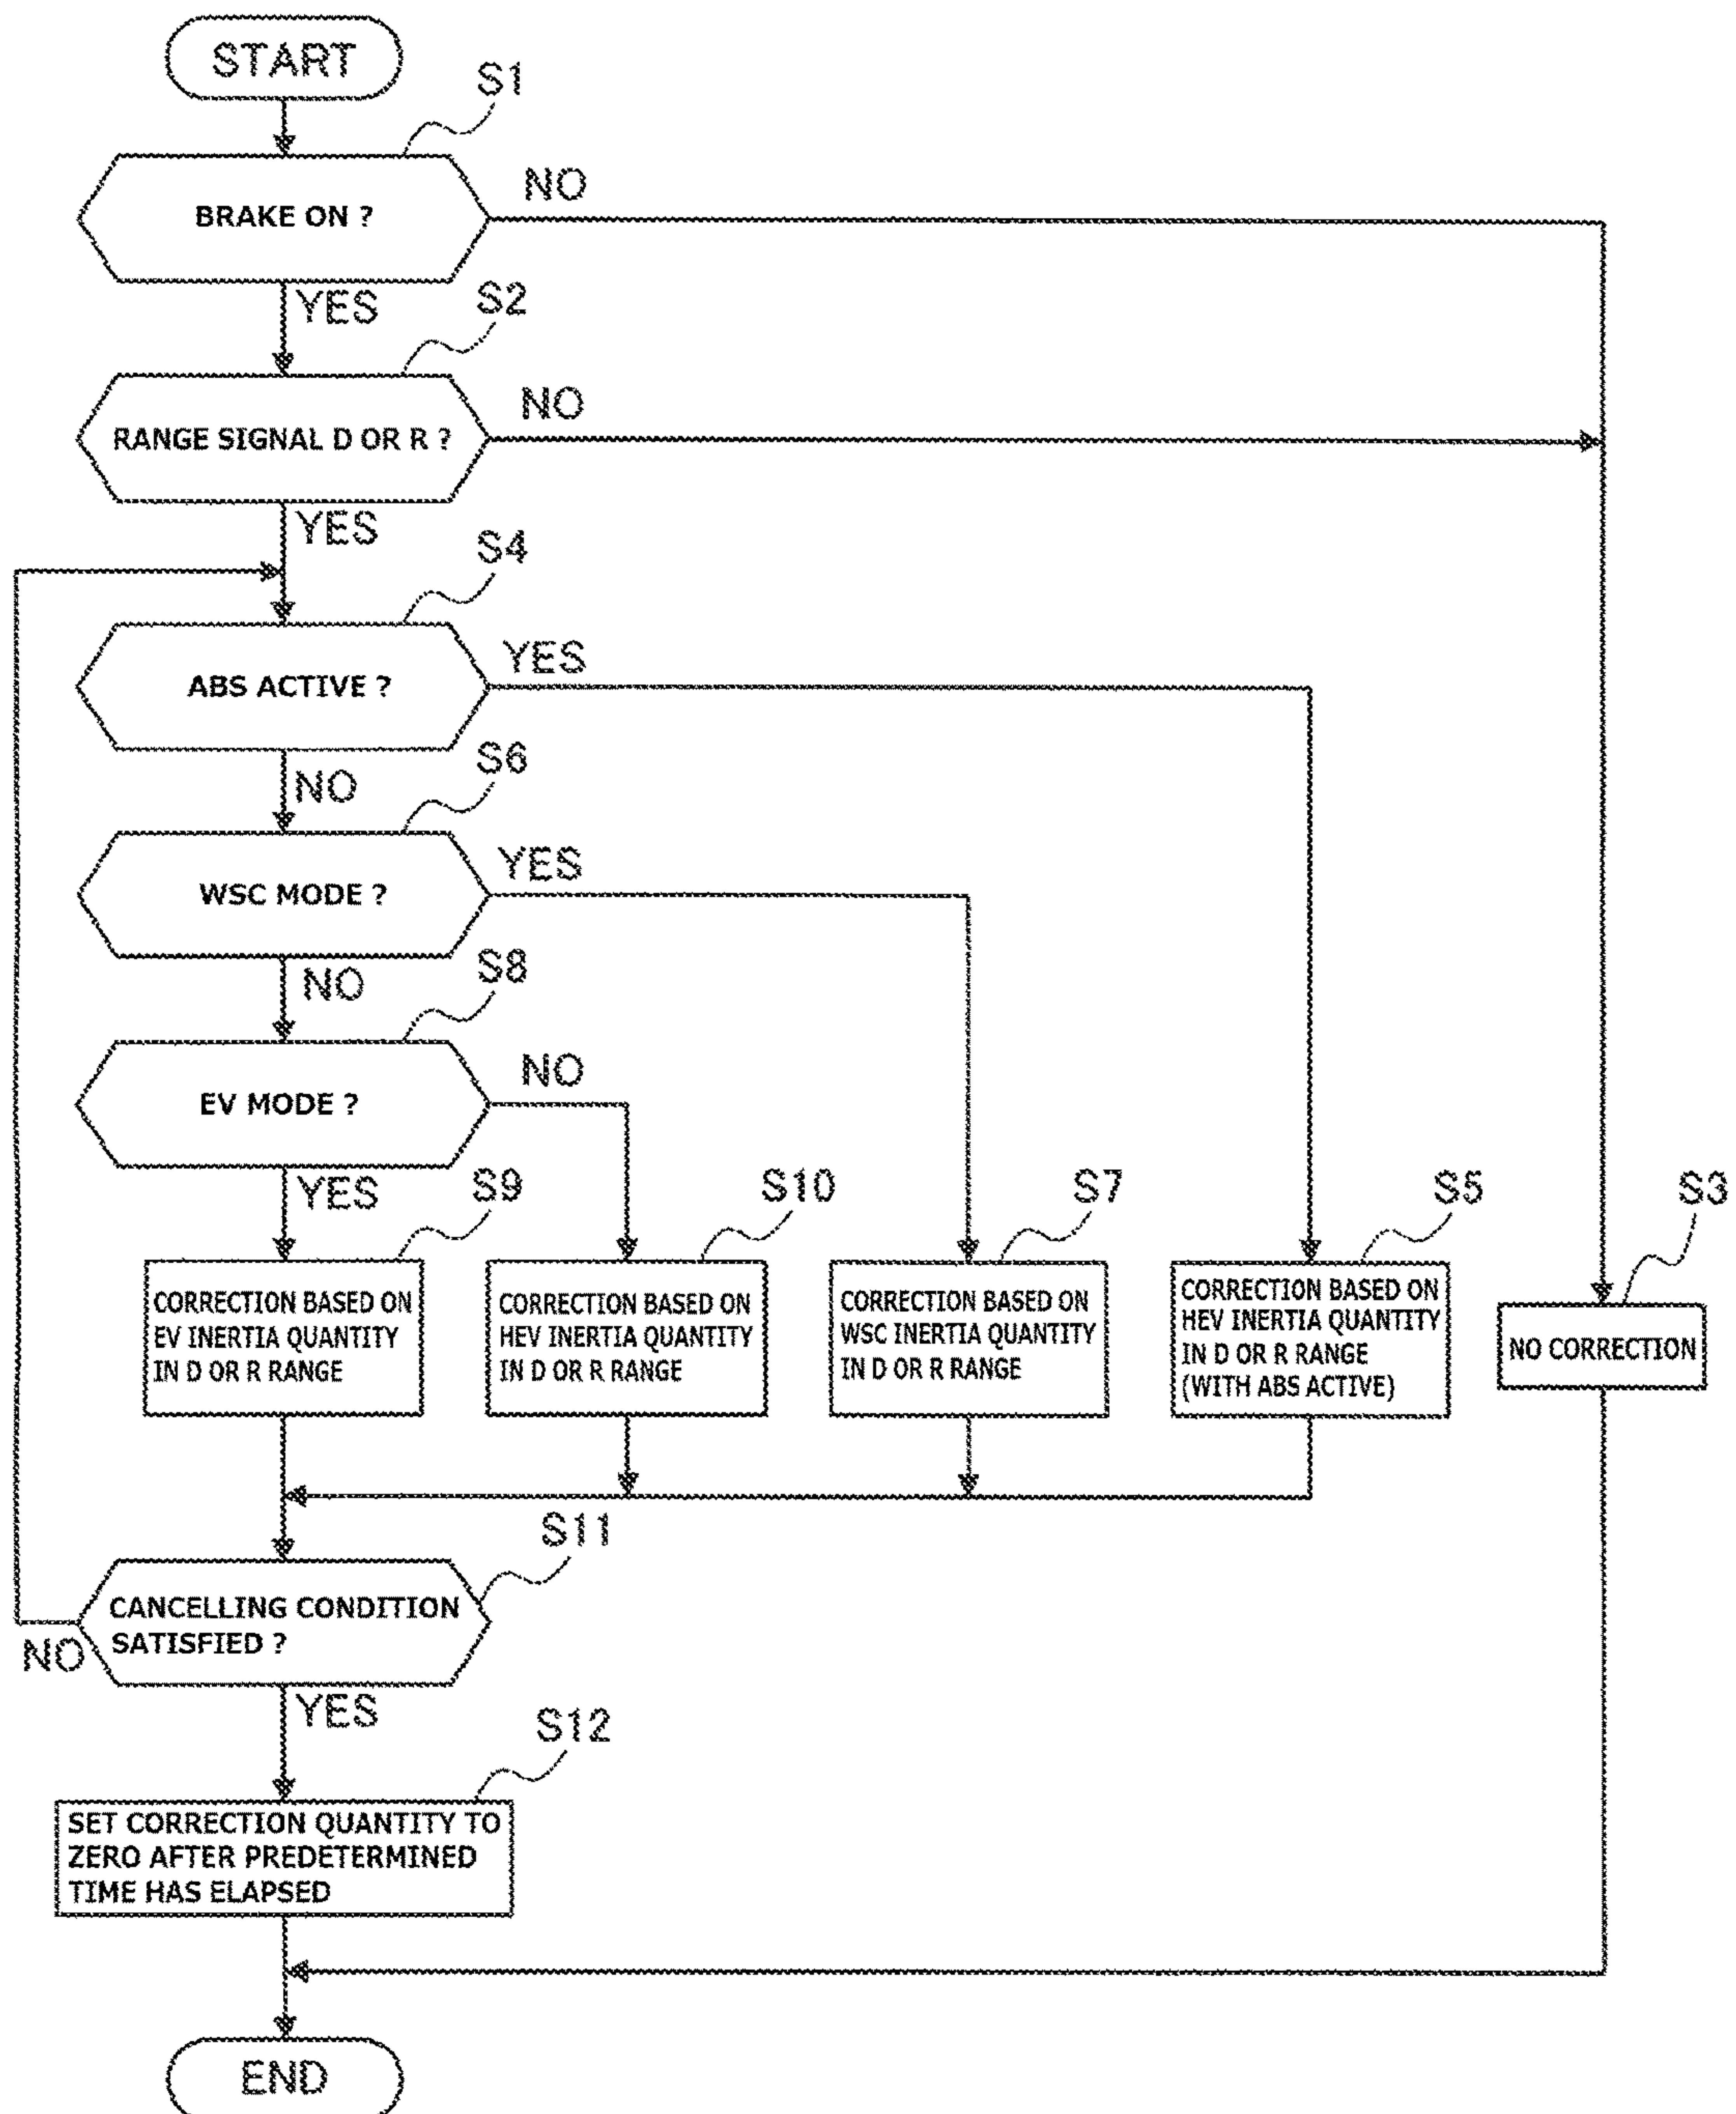 START
S1
BRAKE ON ?
NO
YES
S2
RANGE SIGNAL D OR R ?
NO
YES
S4
ABS ACTIVE ?
YES
NO
S6
WSC MODE ?
YES
NO
S8
EV MODE ?
NO
YES
S9
CORRECTION BASED ON
EV INERTIA QUANTITY
IN D OR R RANGE
S10
CORRECTION BASED ON
HEV INERTIA QUANTITY
IN D OR R RANGE
S7
CORRECTION BASED ON
WSC INERTIA QUANTITY
IN D OR R RANGE
S5
CORRECTION BASED ON
HEV INERTIA QUANTITY
IN D OR R RANGE
(WITH ABS ACTIVE)
S3
NO CORRECTION
S11
CANCELLING CONDITION
SATISFIED ?
NO
YES
S12
SET CORRECTION QUANTITY TO
ZERO AFTER PREDETERMINED
TIME HAS ELAPSED
END